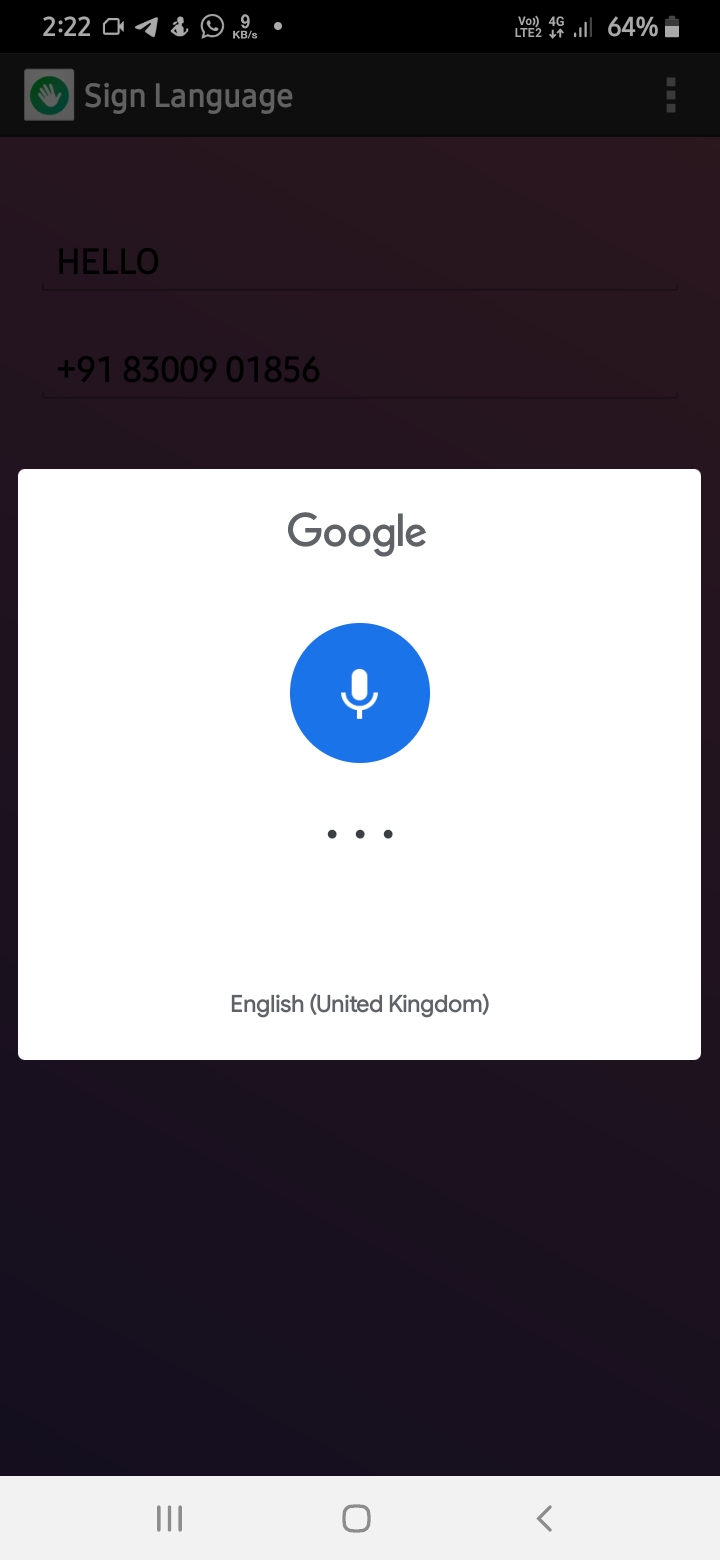 2:22 9 KB/s Vo)) LTE2 4G 64%
Sign Language
HELLO
+91 83009 01856
Google
English (United Kingdom)